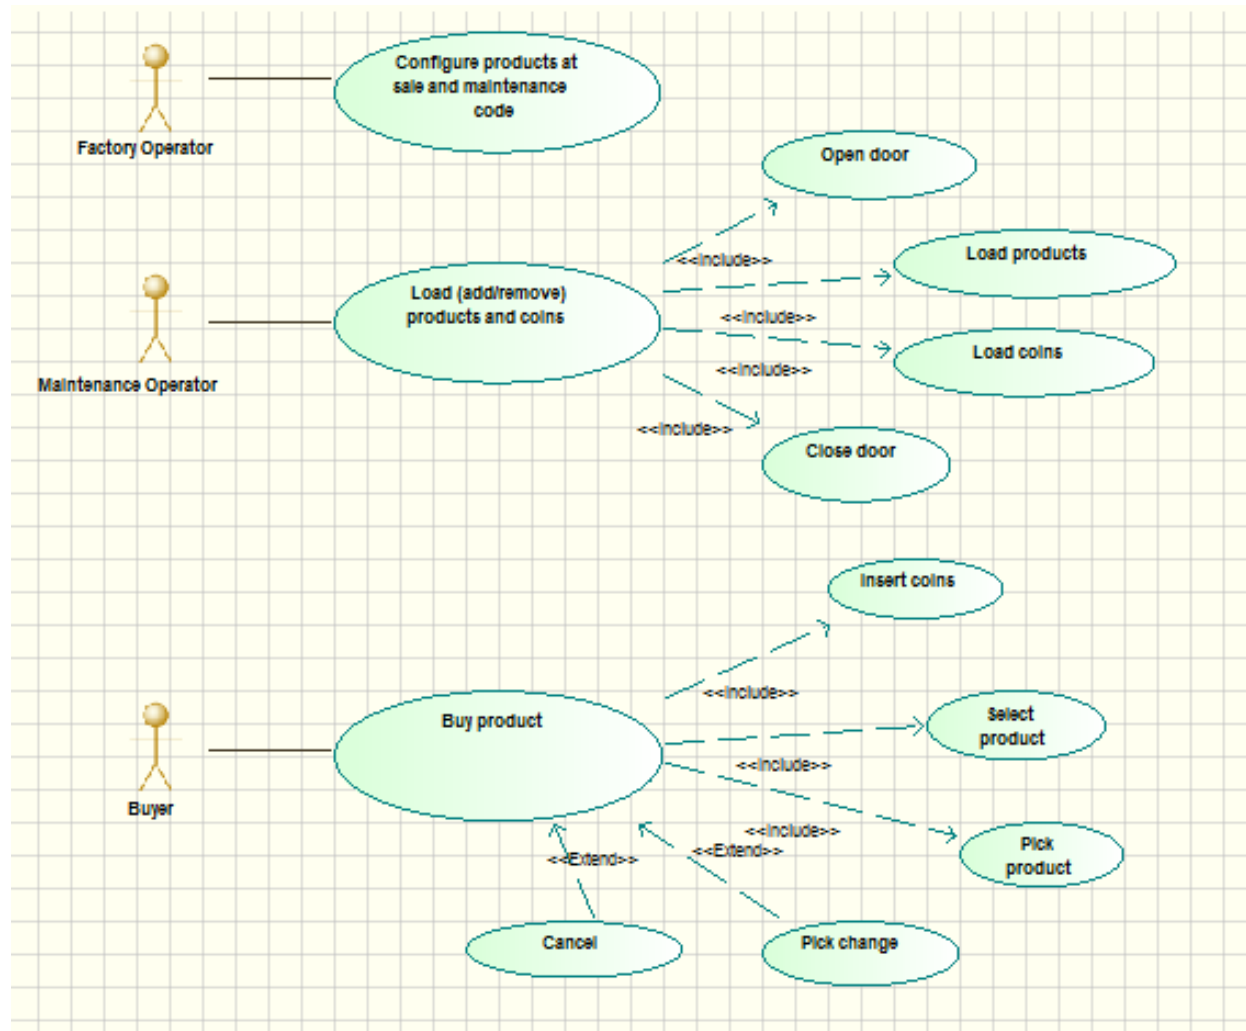 Configure products at
sale and maintenance
code
Factory Operator
Open door
<<Include>>
Load products
Load (add/remove)
products and coins
<<Include>>
Load coins
<<Include>>
Maintenance Operator
<<Include>>
Close door
Insert coins
<<Include>>
Buy product
Select
product
<<Include>>
Buyer
<<Include>>
Pick
product
<<Extend>>
<<Extend>>
Cancel
Pick change